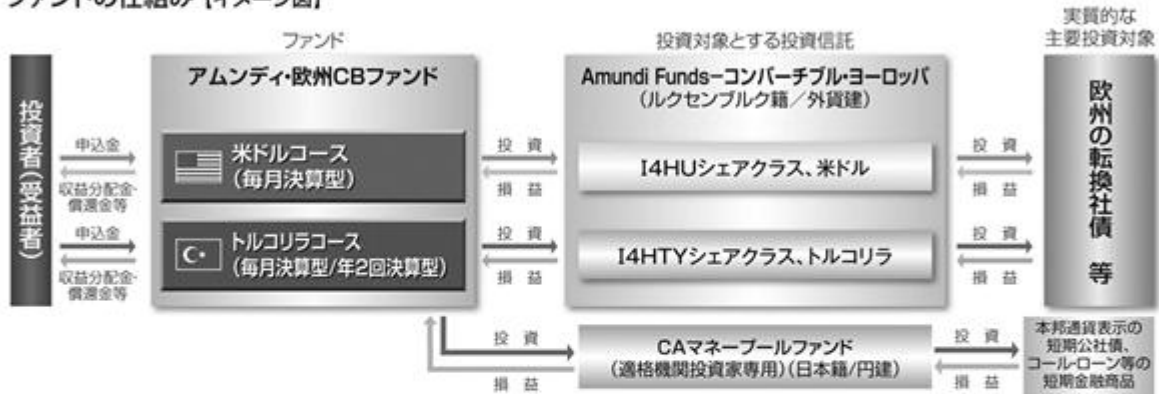 ファンドの仕組み【イメージ図】
ファンド
投資対象とする投資信託
実質的な
主要投資対象
投資者(受益者)
申込金
収益分配金・
償還金等
申込金
収益分配金・
償還金等
アムンディ・欧州CBファンド
米ドルコース
(毎月決算型)
トルコリラコース
(毎月決算型/年2回決算型)
投資
損益
投資
損益
Amundi Funds-コンバーチブル・ヨーロッパ
(ルクセンブルク籍/外貨建)
I4HUシェアクラス、米ドル
I4HTYシェアクラス、トルコリラ
投資
損益
投資
損益
欧州の転換社債 等
投資
損益
CAマネープールファンド
(適格機関投資家専用)(日本籍/円建)
投資
損益
本邦通貨表示の
短期公社債、
コール・ローン等の
短期金融商品